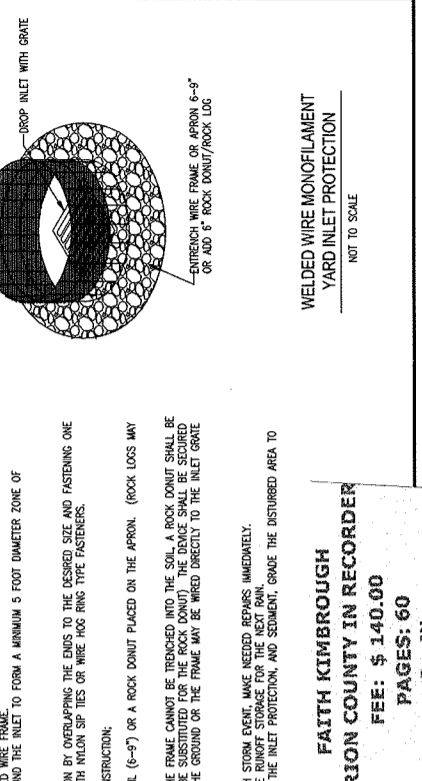 D WIRE FRAME.
ND THE INLET TO FORM A MINIMUM 5 FOOT DIAMETER ZONE OF
ON BY OVERLAPPING THE ENDS TO THE DESIRED SIZE AND FASTENING ONE
TH NYLON SIP TIES OR WIRE HOG RING TYPE FASTENERS.
NSTRUCTION;
IL (6-9") OR A ROCK DONUT PLACED ON THE APRON. (ROCK LOGS MAY
HE FRAME CANNOT BE TRENCHED INTO THE SOIL, A ROCK DONUT SHALL BE
BE SUBSTITUTED FOR THE ROCK DONUT) THE DEVICE SHALL BE SECURED
HE GROUND OR THE FRAME MAY BE WIRED DIRECTLY TO THE INLET GRATE
H STORM EVENT, MAKE NEEDED REPAIRS IMMEDIATELY.
E RUNOFF STORAGE FOR THE NEXT RAIN.
THE INLET PROTECTION, AND SEDIMENT, GRADE THE DISTURBED AREA TO
DROP INLET WITH GRATE
ENTRENCH WIRE FRAME OR APRON 6-9"
OR ADD 6" ROCK DONUT/ROCK LOG
WELDED WIRE MONOFILAMENT
YARD INLET PROTECTION
NOT TO SCALE
FAITH KIMBROUGH
RION COUNTY IN RECORDER
FEE: $ 140.00
PAGES: 60